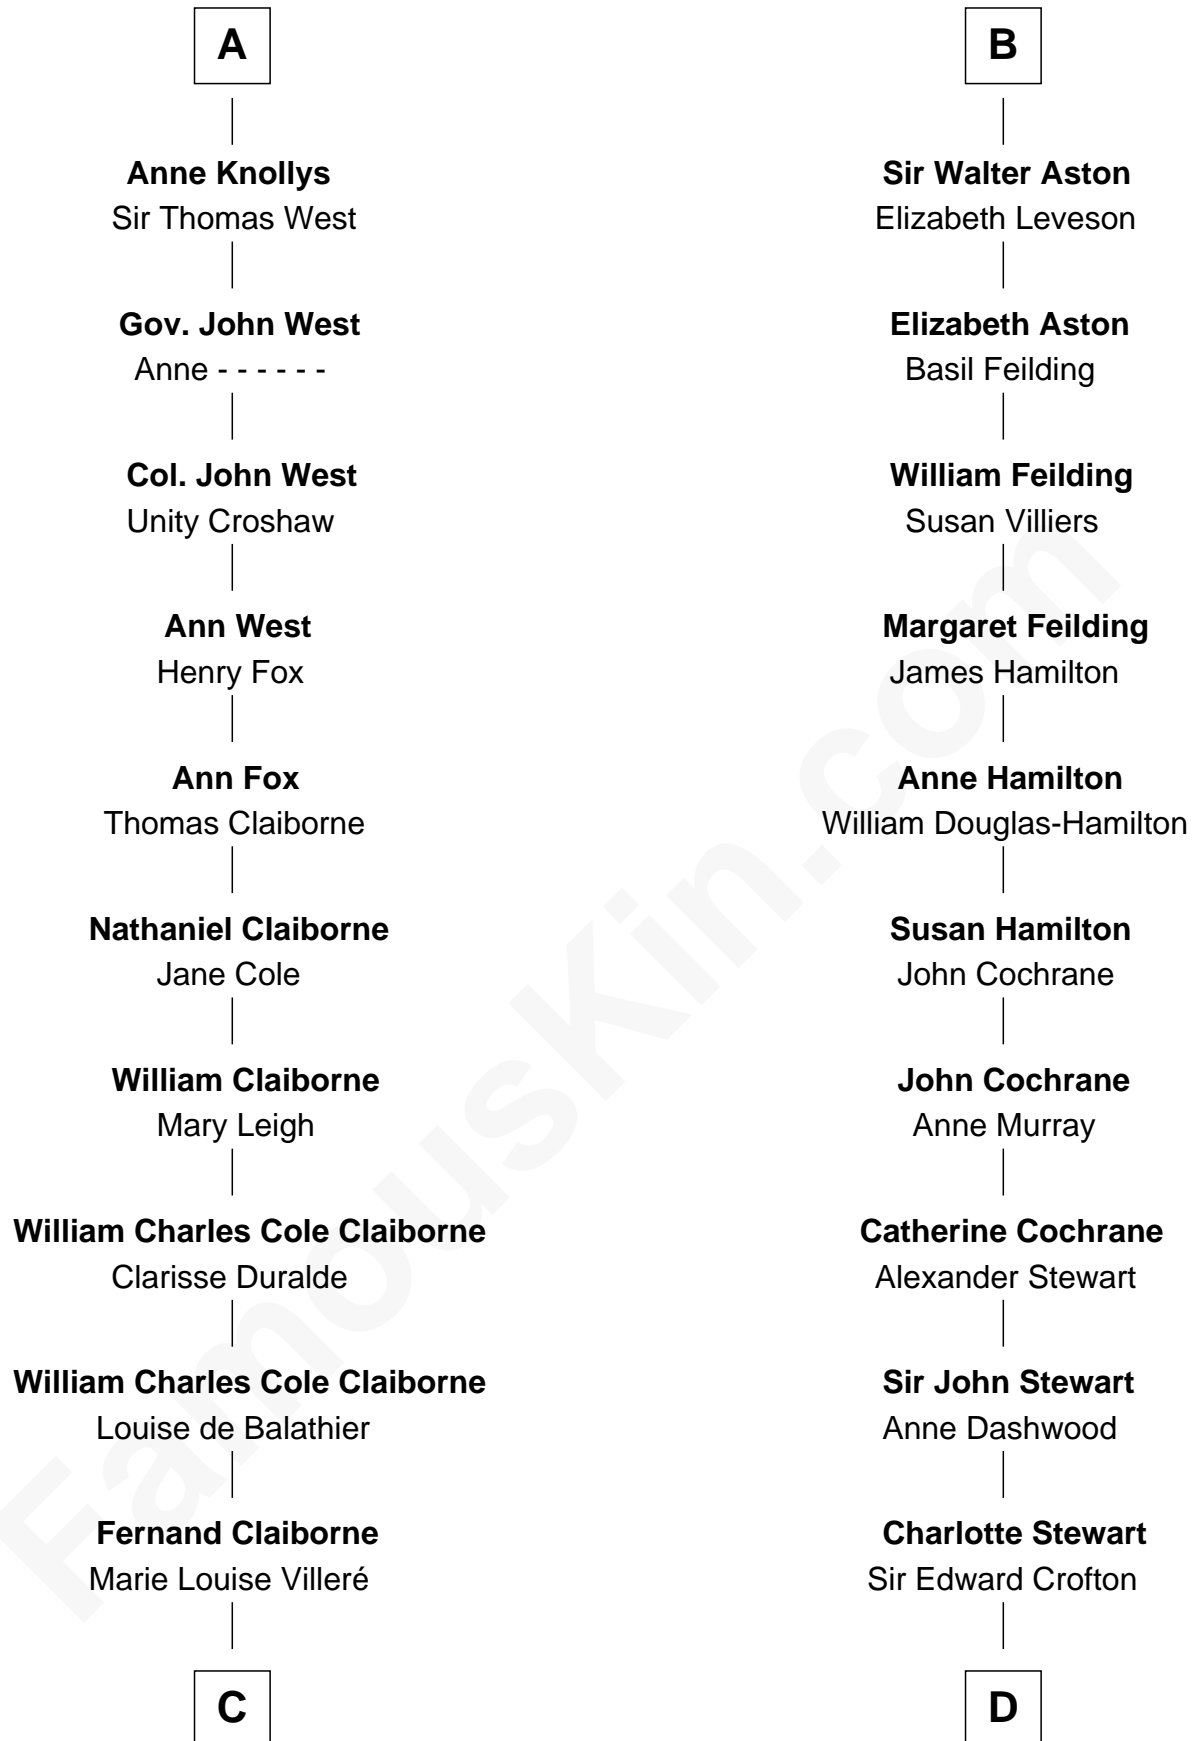 A
Anne Knollys
Sir Thomas West
Gov. John West
Anne - - - - - -
Col. John West
Unity Croshaw
Ann West
Henry Fox
Ann Fox
Thomas Claiborne
Nathaniel Claiborne
Jane Cole
William Claiborne
Mary Leigh
William Charles Cole Claiborne
Clarisse Duralde
William Charles Cole Claiborne
Louise de Balathier
Fernand Claiborne
Marie Louise Villeré
C
B
Sir Walter Aston
Elizabeth Leveson
Elizabeth Aston
Basil Feilding
William Feilding
Susan Villiers
Margaret Feilding
James Hamilton
Anne Hamilton
William Douglas-Hamilton
Susan Hamilton
John Cochrane
John Cochrane
Anne Murray
Catherine Cochrane
Alexander Stewart
Sir John Stewart
Anne Dashwood
Charlotte Stewart
Sir Edward Crofton
D
FamousKin.com